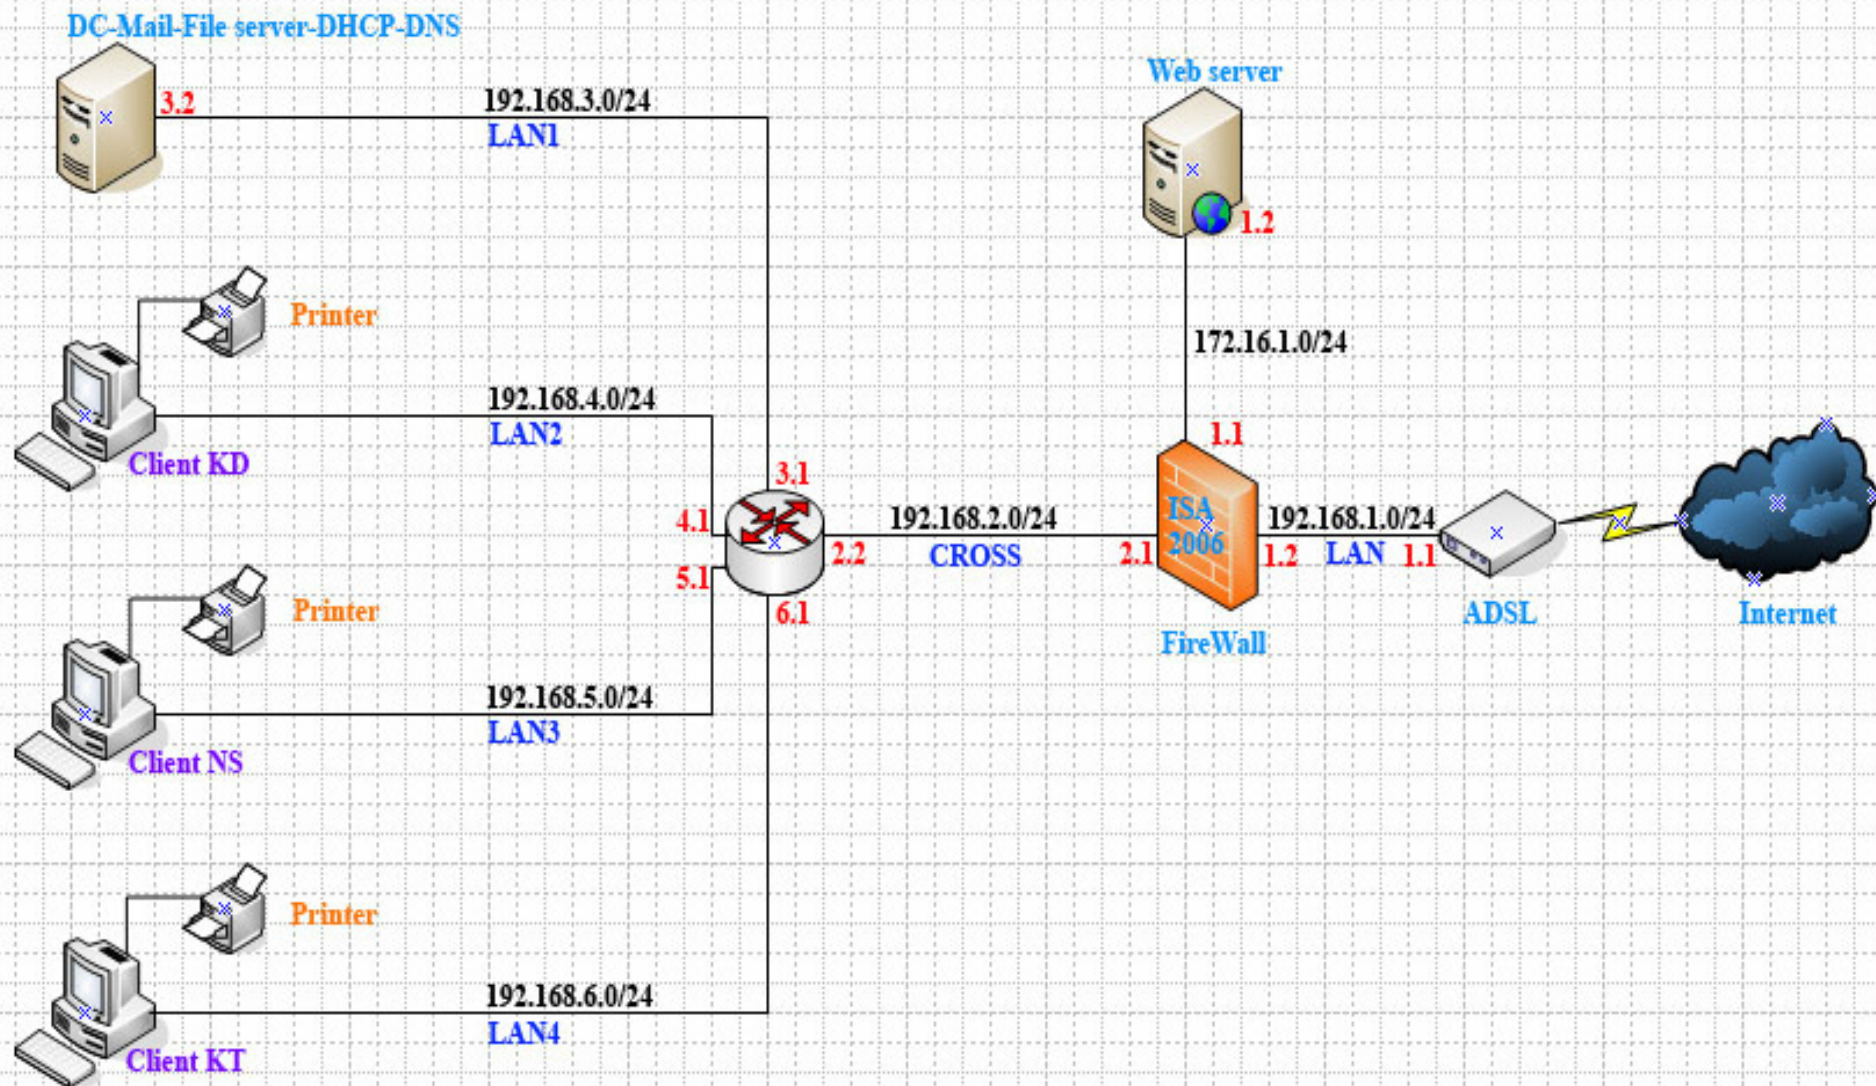 DC-Mail-File server-DHCP-DNS
3.2
192.168.3.0/24
LAN1
Web server
1.2
Printer
172.16.1.0/24
192.168.4.0/24
LAN2
Client KD
1.1
3.1
4.1
ISA
2006
192.168.2.0/24
CROSS
2.2
2.1
192.168.1.0/24
1.2
LAN
1.1
5.1
6.1
ADSL
Internet
FireWall
Printer
192.168.5.0/24
LAN3
Client NS
Printer
192.168.6.0/24
LAN4
Client KT